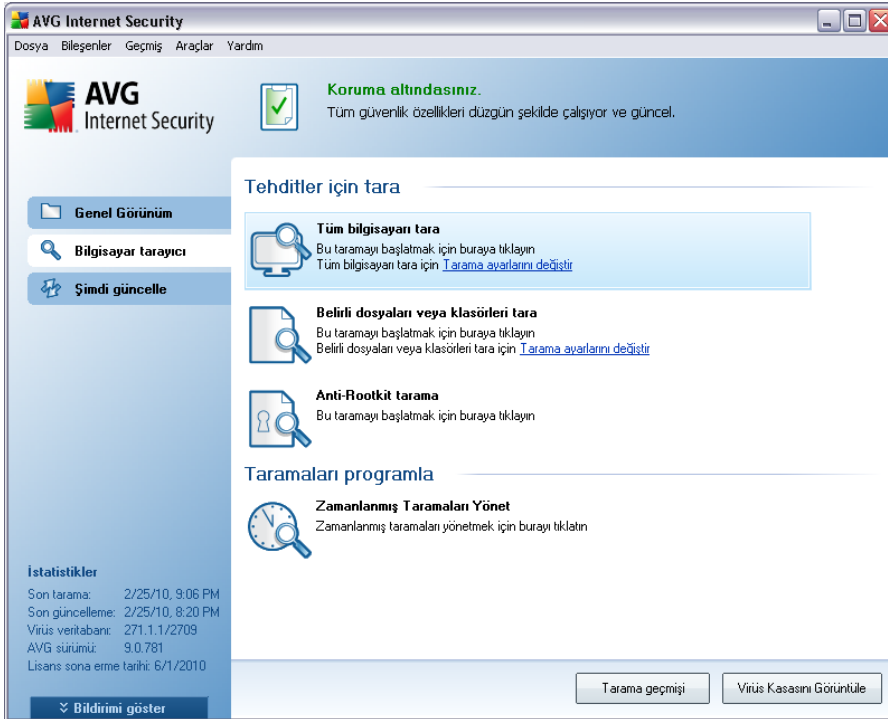 AVG Internet Security
Dosya Bileşenler Geçmiş Araçlar Yardım
AVG
Internet Security
Koruma altındasınız.
Tüm güvenlik özellikleri düzgün şekilde çalışıyor ve güncel.
Genel Görünüm
Bilgisayar tarayıcı
Şimdi güncelle
Tehditler için tara
Tüm bilgisayarı tara
Bu taramayı başlatmak için buraya tıklayın
Tüm bilgisayarı tara için Tarama ayarlarını değiştir
Belirli dosyaları veya klasörleri tara
Bu taramayı başlatmak için buraya tıklayın
Belirli dosyaları veya klasörleri tara için Tarama ayarlarını değiştir
Anti-Rootkit tarama
Bu taramayı başlatmak için buraya tıklayın
Taramaları programla
Zamanlanmış Taramaları Yönet
Zamanlanmış taramaları yönetmek için burayı tıklatın
İstatistikler
Son tarama: 2/25/10, 9:06 PM
Son güncelleme: 2/25/10, 8:20 PM
Virüs veritabanı: 271.1.1/2709
AVG sürümü: 9.0.781
Lisans sona erme tarihi: 6/1/2010
Bildirimi göster
Tarama geçmişi
Virüs Kasasını Görüntüle